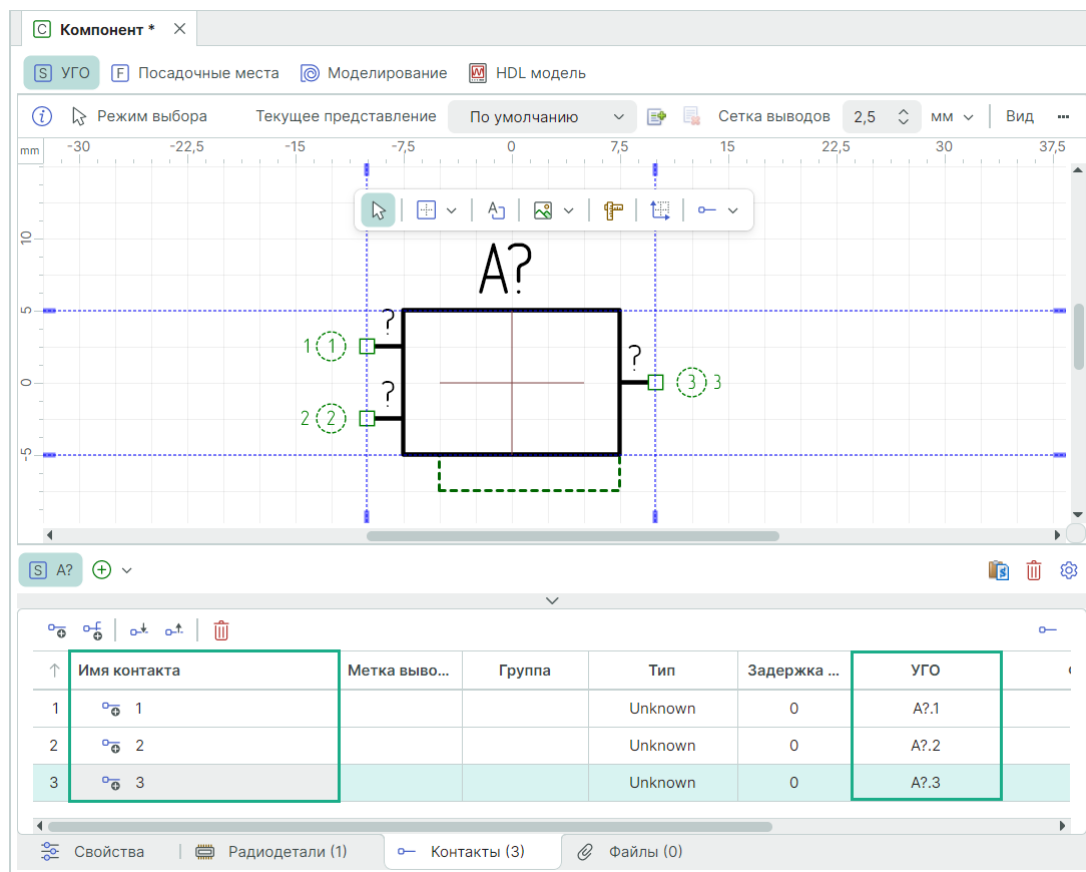 C Компонент *
S УГО F Посадочные места Моделирование HDL модель
i Режим выбора Текущее представление По умолчанию Сетка выводов 2,5 мм Вид
mm -30 -22,5 -15 -7,5 0 7,5 15 22,5 30 37,5
A
10
A?
5
?
1 1
?
0
3 3
?
2 2
-5
S A?
Имя контакта Метка выво... Группа Тип Задержка ... УГО
1 1 Unknown 0 A?.1
2 2 Unknown 0 A?.2
3 3 Unknown 0 A?.3
Свойства Радиодетали (1) Контакты (3) Файлы (0)